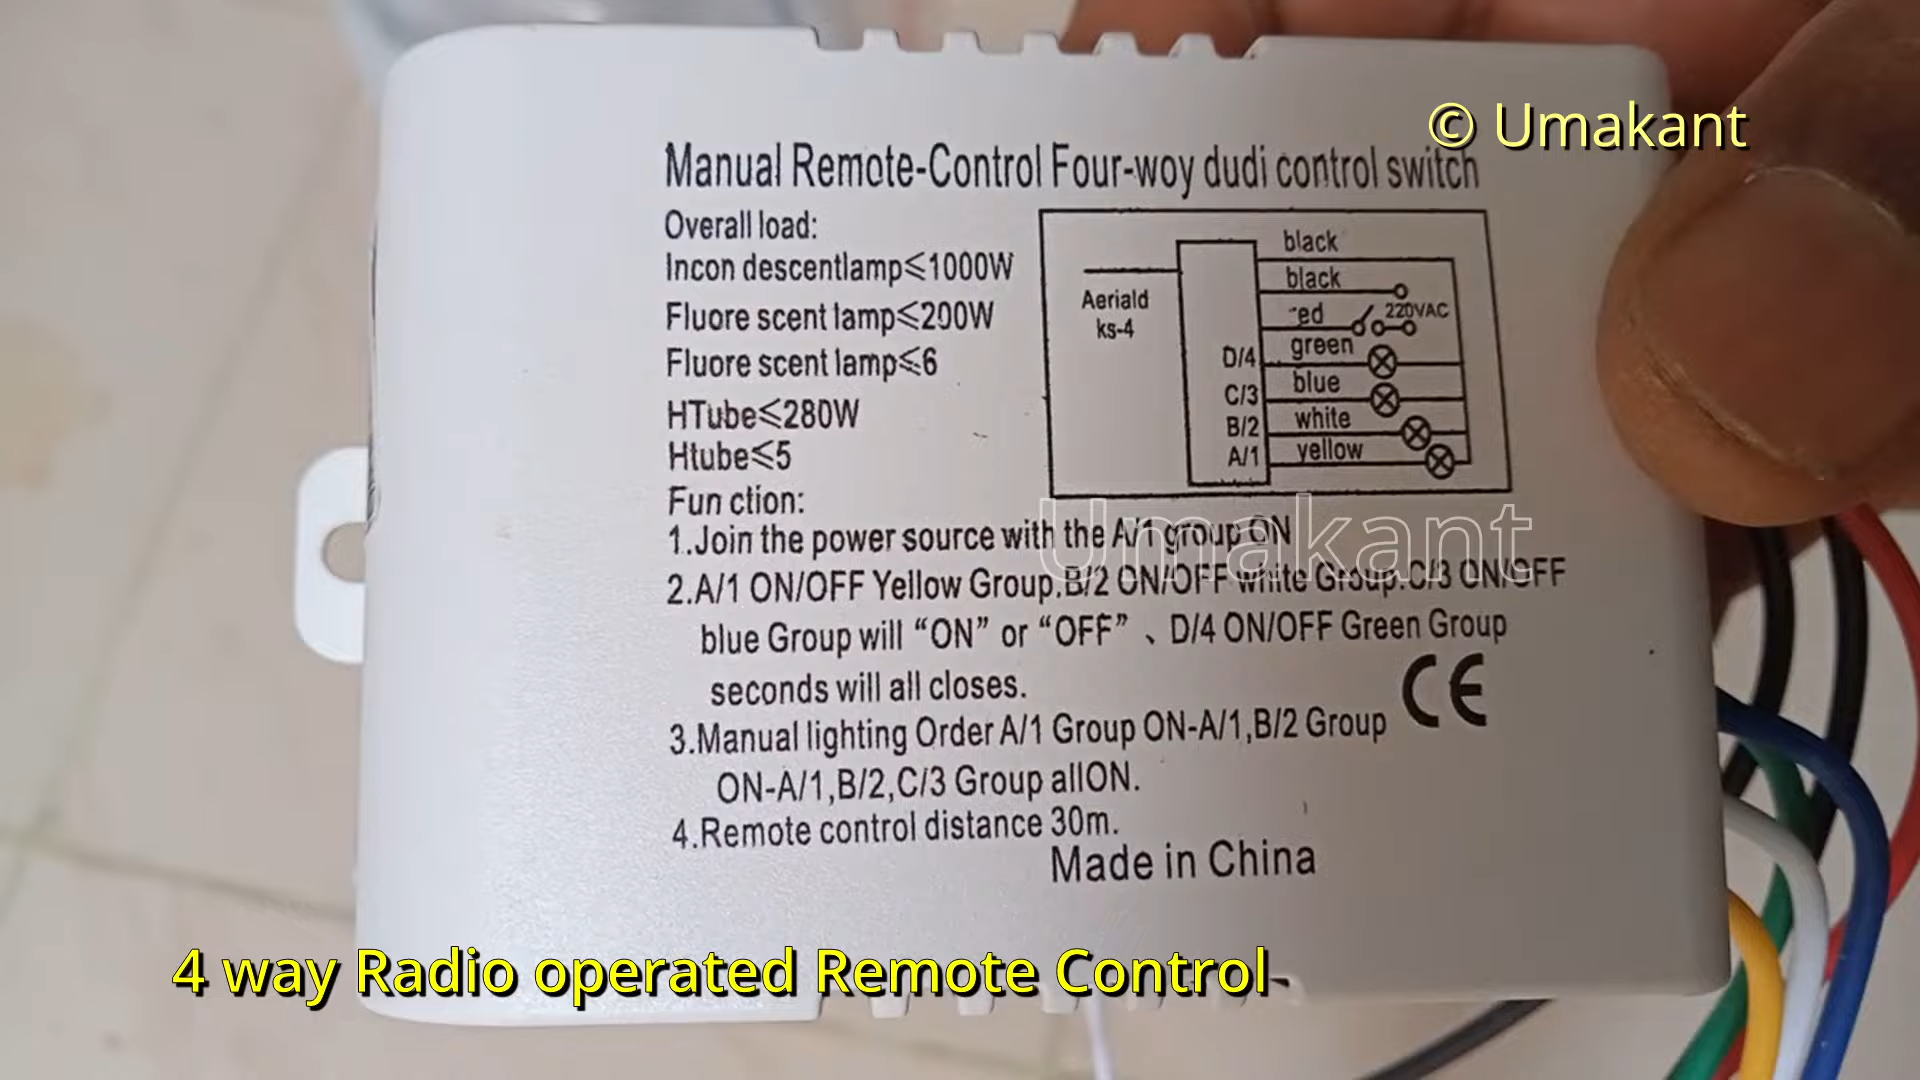 © Umakant
Manual Remote-Control Four-woy dudi control switch
Overall load:
Incon descentlamp≤1000W
Fluore scent lamp≤200W
Fluore scent lamp≤6
HTube≤280W
Htube≤5
black
black
Aeriald
ks-4
red
220VAC
D/4 green
C/3 blue
B/2 white
A/1 yellow
Fun ction:
1.Join the power source with the A/1 group ON
Umakant
2.A/1 ON/OFF Yellow Group.B/2 ON/OFF white Group.C/3 ON/OFF
blue Group will “ON” or “OFF” 、D/4 ON/OFF Green Group
seconds will all closes.
CE
3.Manual lighting Order A/1 Group ON-A/1,B/2 Group
ON-A/1,B/2,C/3 Group allON.
4.Remote control distance 30m.
Made in China
4 way Radio operated Remote Control